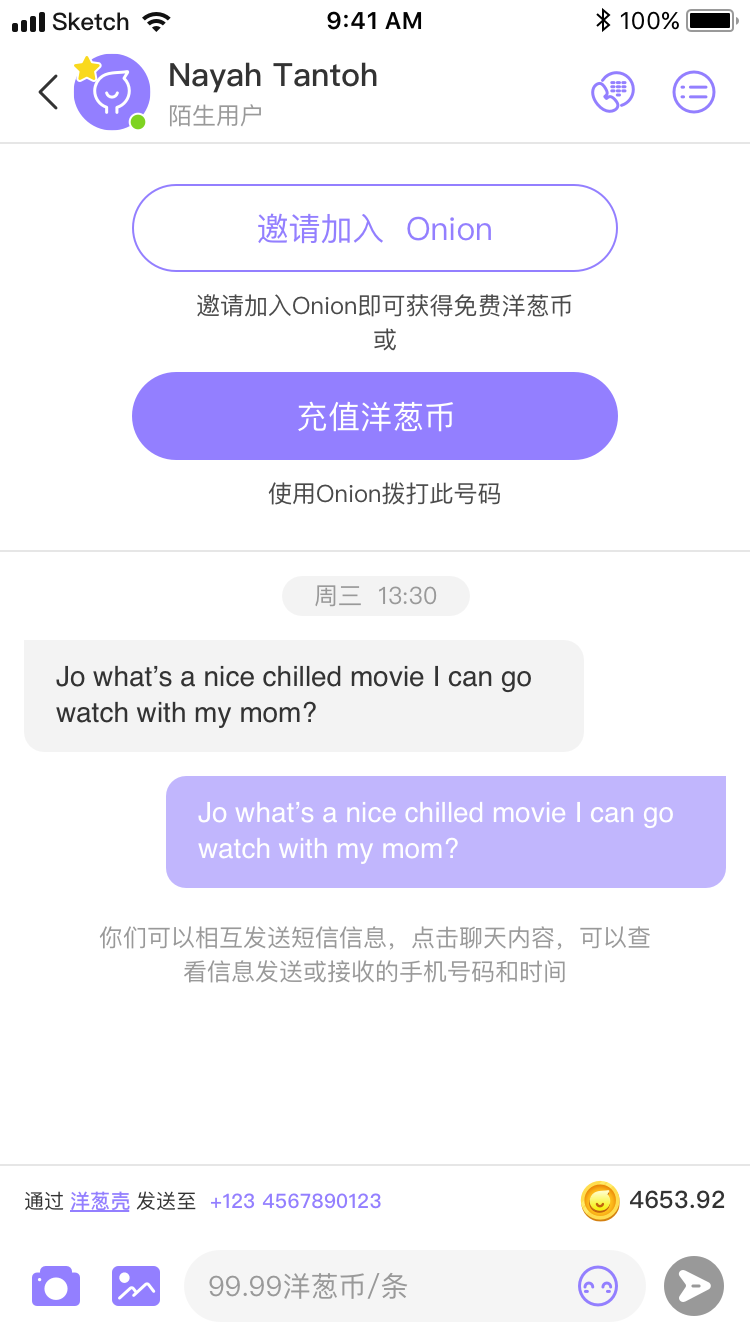 Sketch 9:41 AM 100%
Nayah Tantoh
陌生用户
邀请加入 Onion
邀请加入Onion即可获得免费洋葱币
或
充值洋葱币
使用Onion拨打此号码
周三 13:30
Jo what’s a nice chilled movie I can go
watch with my mom?
Jo what’s a nice chilled movie I can go
watch with my mom?
你们可以相互发送短信信息，点击聊天内容，可以查
看信息发送或接收的手机号码和时间
通过 洋葱壳 发送至 +123 4567890123 4653.92
99.99洋葱币/条